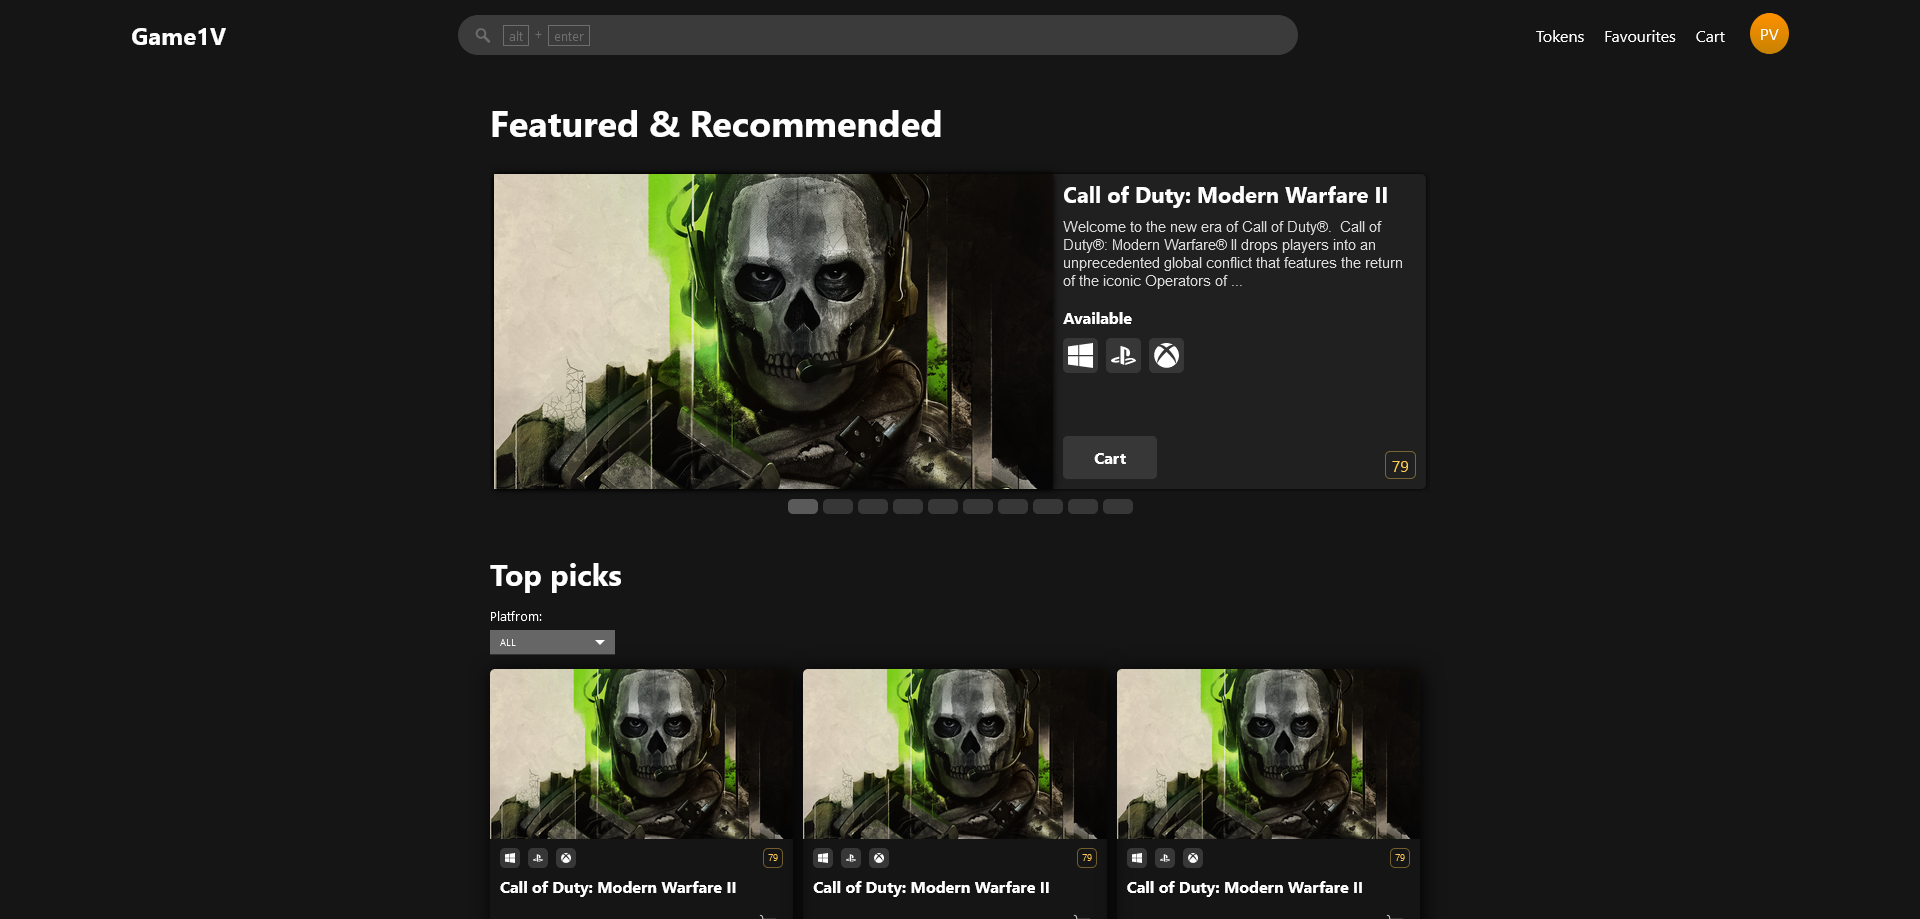 Game1V
alt + enter
Tokens Favourites Cart PV
Featured & Recommended
Call of Duty: Modern Warfare II
Welcome to the new era of Call of Duty®. Call of
Duty®: Modern Warfare® II drops players into an
unprecedented global conflict that features the return
of the iconic Operators of ...
Available
Cart
79
Top picks
Platfrom:
ALL
79
Call of Duty: Modern Warfare II
79
Call of Duty: Modern Warfare II
79
Call of Duty: Modern Warfare II